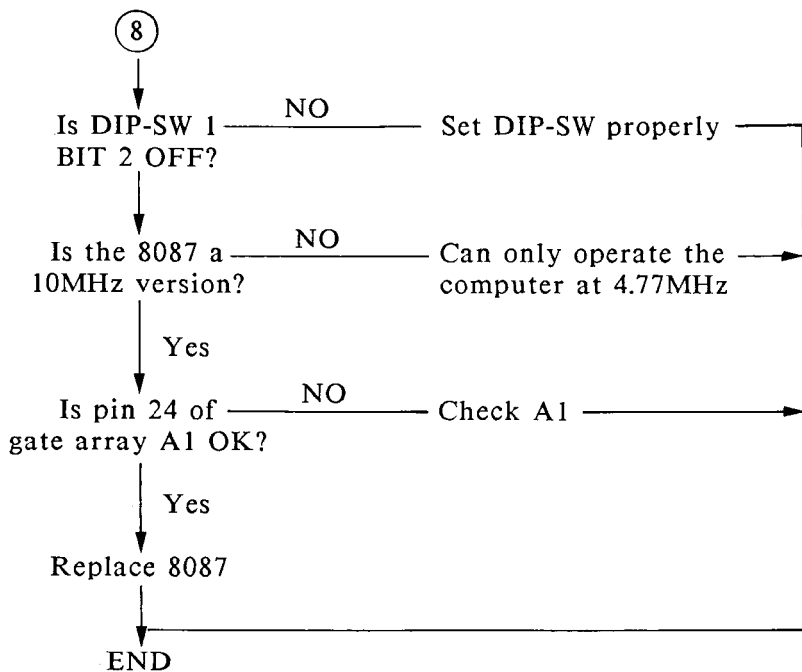 8
Is DIP-SW 1
BIT 2 OFF?
NO
Set DIP-SW properly
Is the 8087 a
10MHz version?
NO
Can only operate the
computer at 4.77MHz
Yes
Is pin 24 of
gate array A1 OK?
NO
Check A1
Yes
Replace 8087
END